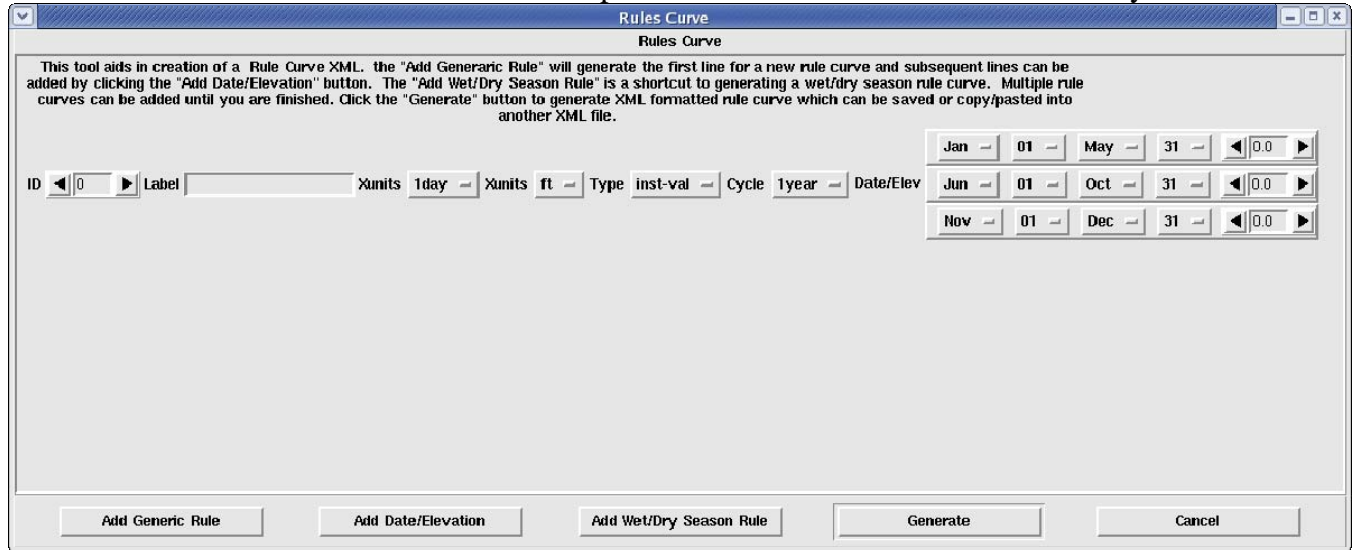 Rules Curve
Rules Curve
This tool aids in creation of a Rule Curve XML. the "Add Generaric Rule" will generate the first line for a new rule curve and subsequent lines can be
added by clicking the "Add Date/Elevation" button. The "Add Wet/Dry Season Rule" is a shortcut to generating a wet/dry season rule curve. Multiple rule
curves can be added until you are finished. Click the "Generate" button to generate XML formatted rule curve which can be saved or copy/pasted into
another XML file.
Jan 01 May 31 0.0
ID 0 Label Xunits 1day Xunits ft Type inst-val Cycle 1year Date/Elev Jun 01 Oct 31 0.0
Nov 01 Dec 31 0.0
Add Generic Rule Add Date/Elevation Add Wet/Dry Season Rule Generate Cancel